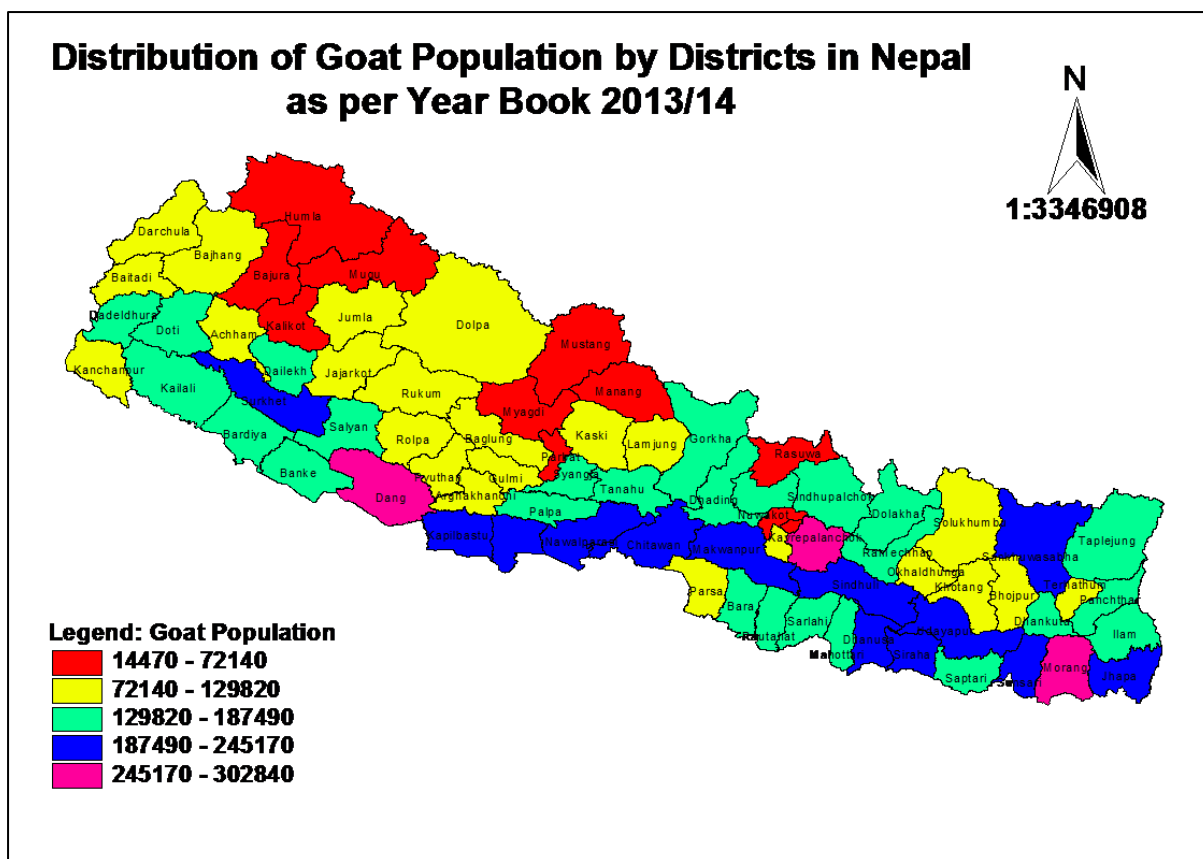 Distribution of Goat Population by Districts in Nepal
as per Year Book 2013/14
N
1:3346908
Humla
Darchula
Bajhang
Baitadi
Bajura
Mugu
Dadeldhura
Doti
Achham
Kalikot
Jumla
Dolpa
Mustang
Kanchanpur
Kailali
Dailekh
Jajarkot
Rukum
Manang
Myagdi
Surkhet
Bardiya
Salyan
Rolpa
Baglung
Parbat
Kaski
Lamjung
Gorkha
Rasuwa
Banke
Dang
Pyuthan
Gulmi
Arghakhanchi
Syangja
Tanahu
Dhading
Nuwakot
Sindhupalchok
Dolakha
Solukhumbu
Taplejung
Palpa
Kapilbastu
Chitawan
Makwanpur
Kavrepalanchok
Ramechhap
Okhaldhunga
Khotang
Bhojpur
Terhathum
Panchthar
Sindhuli
Parsa
Bara
Rautahat
Sarlahi
Mahottari
Dhanusa
Siraha
Udayapur
Saptari
Sunsari
Dhankuta
Morang
Ilam
Jhapa
Legend: Goat Population
14470 - 72140
72140 - 129820
129820 - 187490
187490 - 245170
245170 - 302840